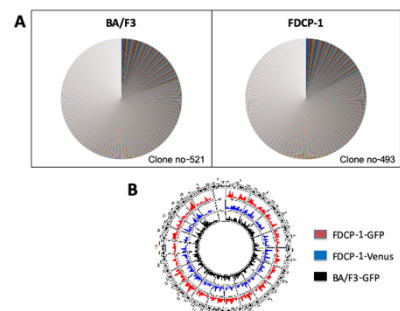 A
BA/F3
FDCP-1
Clone no-521
Clone no-493
B
FDCP-1-GFP
FDCP-1-Venus
BA/F3-GFP